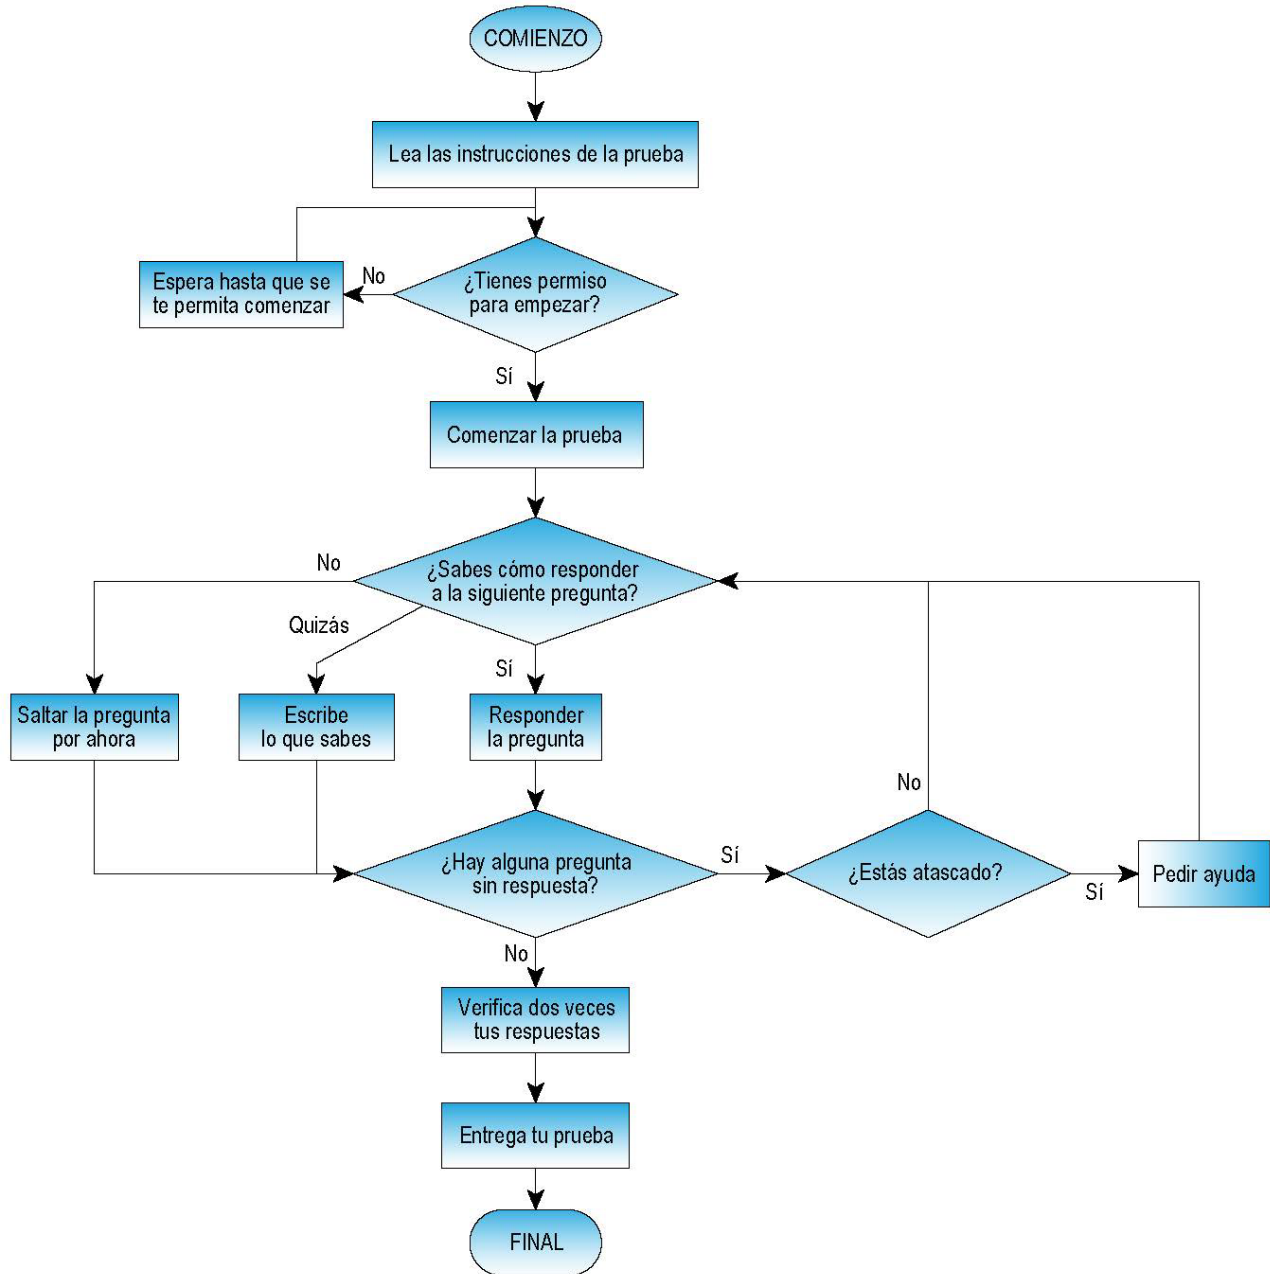 COMIENZO
Lea las instrucciones de la prueba
¿Tienes permiso
para empezar?
No
Espera hasta que se
te permita comenzar
Sí
Comenzar la prueba
¿Sabes cómo responder
a la siguiente pregunta?
No
Quizás
Sí
Saltar la pregunta
por ahora
Escribe
lo que sabes
Responder
la pregunta
¿Hay alguna pregunta
sin respuesta?
Sí
¿Estás atascado?
No
Sí
Pedir ayuda
No
Verifica dos veces
tus respuestas
Entrega tu prueba
FINAL